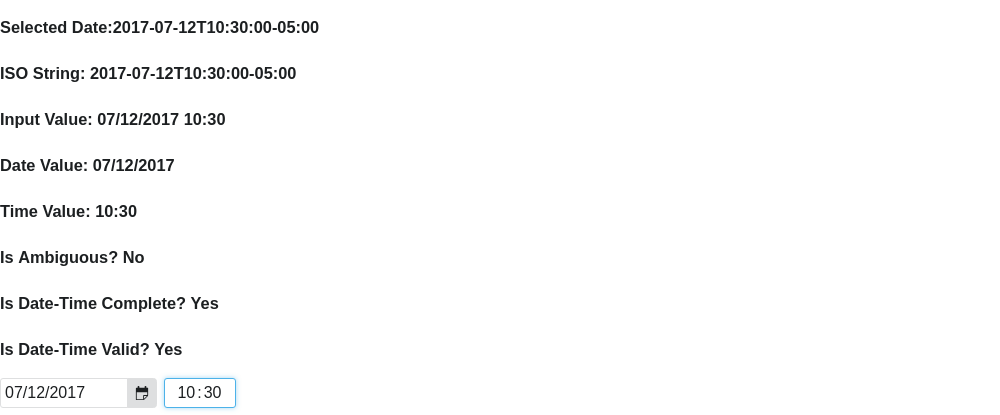 Selected Date:2017-07-12T10:30:00-05:00
ISO String: 2017-07-12T10:30:00-05:00
Input Value: 07/12/2017 10:30
Date Value: 07/12/2017
Time Value: 10:30
Is Ambiguous? No
Is Date-Time Complete? Yes
Is Date-Time Valid? Yes
07/12/2017 10:30